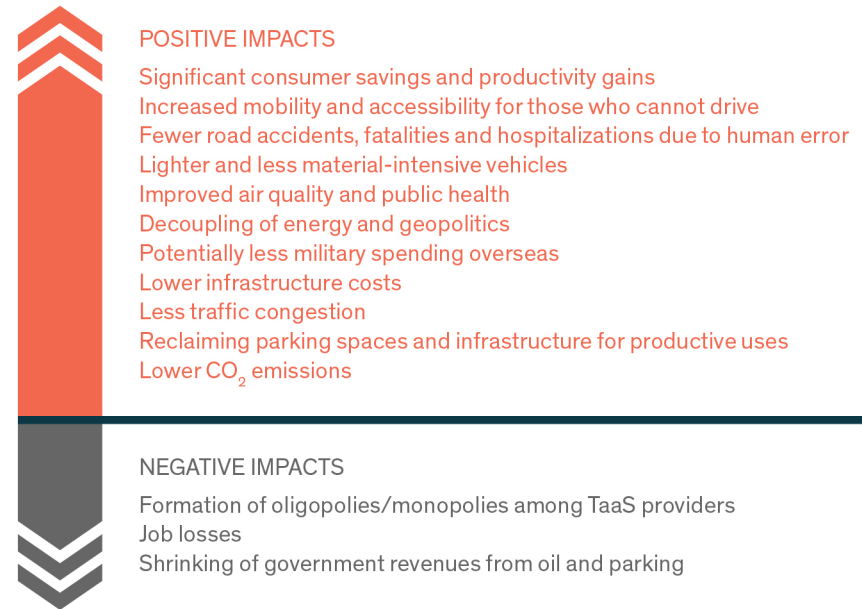 POSITIVE IMPACTS
Significant consumer savings and productivity gains
Increased mobility and accessibility for those who cannot drive
Fewer road accidents, fatalities and hospitalizations due to human error
Lighter and less material-intensive vehicles
Improved air quality and public health
Decoupling of energy and geopolitics
Potentially less military spending overseas
Lower infrastructure costs
Less traffic congestion
Reclaiming parking spaces and infrastructure for productive uses
Lower CO₂ emissions
NEGATIVE IMPACTS
Formation of oligopolies/monopolies among TaaS providers
Job losses
Shrinking of government revenues from oil and parking